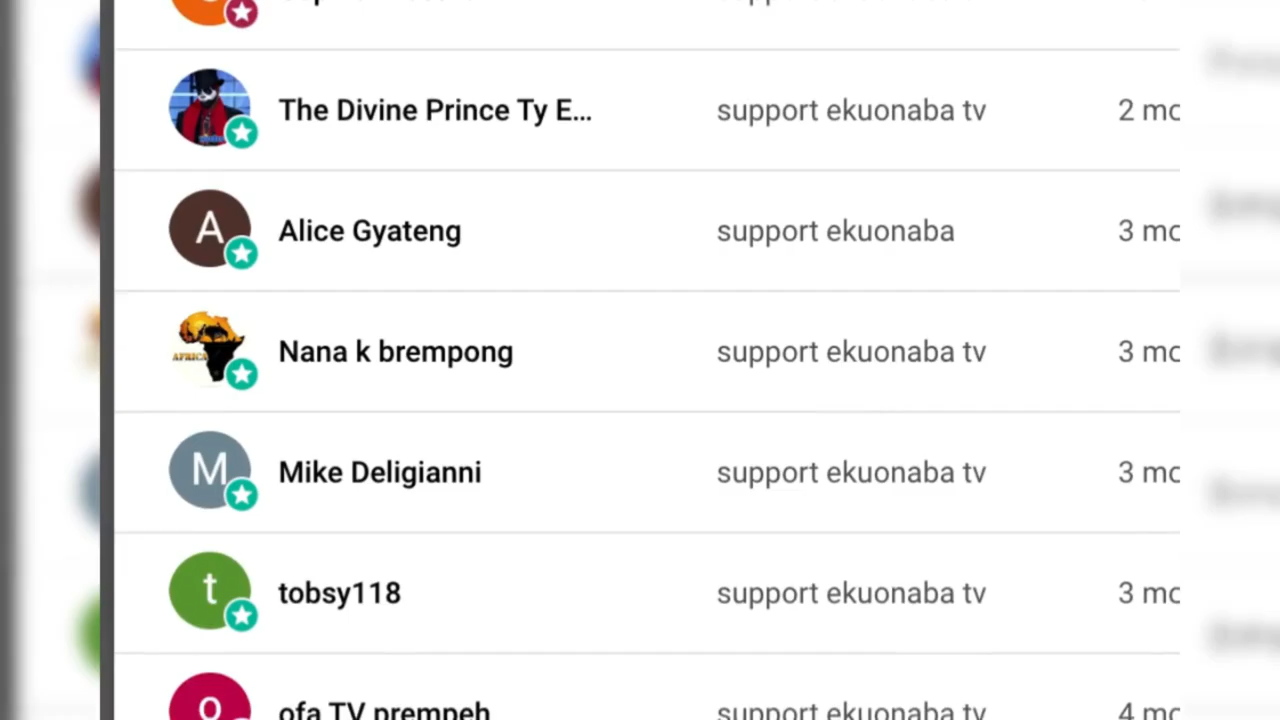 The Divine Prince Ty E... support ekuonaba tv 2 mo
A Alice Gyateng support ekuonaba 3 mo
AFRICA Nana k brempong support ekuonaba tv 3 mo
M Mike Deligianni support ekuonaba tv 3 mo
t tobsy118 support ekuonaba tv 3 mo
o ofa TV prempeh support ekuonaba tv 4 mo